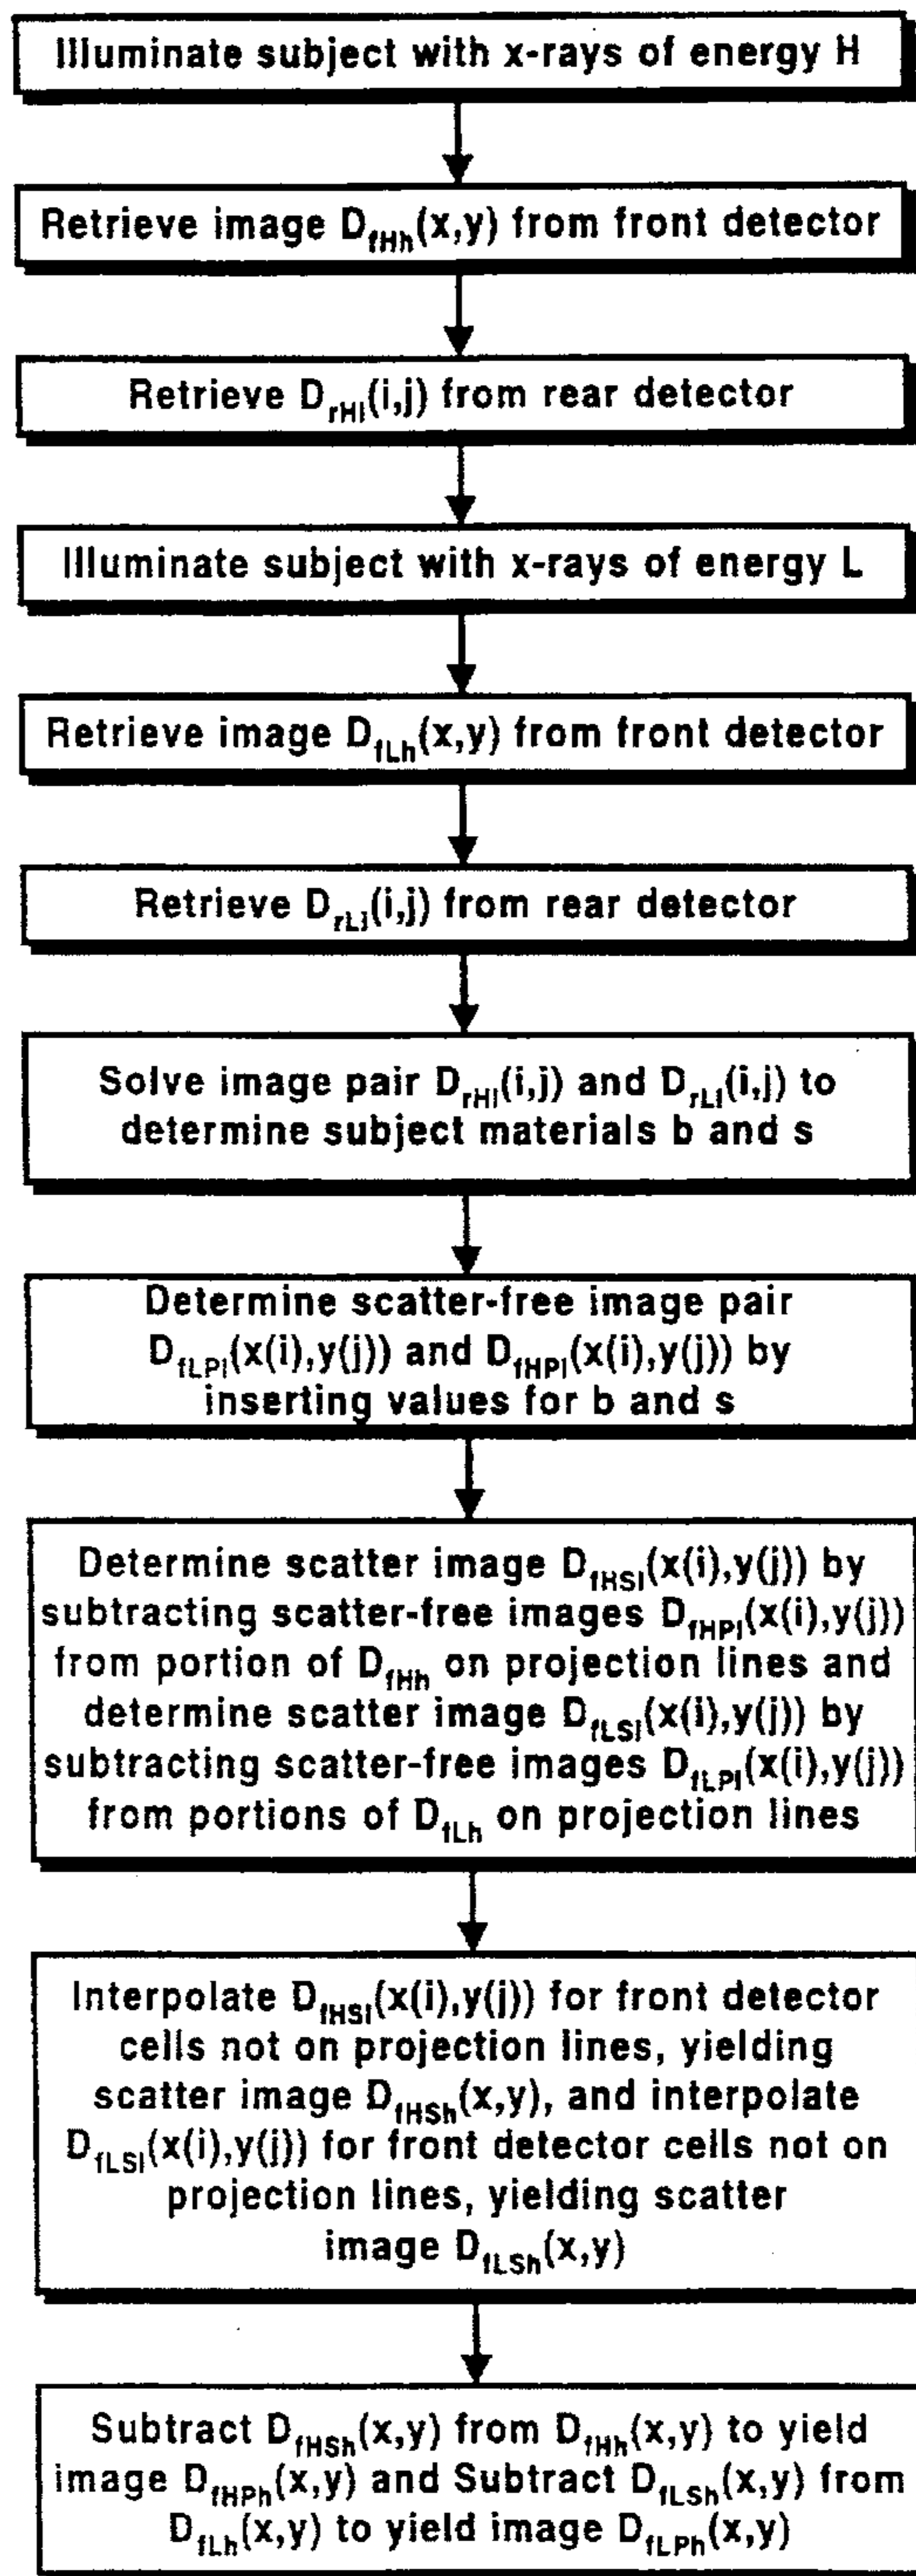 Illuminate subject with x-rays of energy H
Retrieve image D_fHh(x,y) from front detector
Retrieve D_rHl(i,j) from rear detector
Illuminate subject with x-rays of energy L
Retrieve image D_fLh(x,y) from front detector
Retrieve D_rLl(i,j) from rear detector
Solve image pair D_rHl(i,j) and D_rLl(i,j) to
determine subject materials b and s
Determine scatter-free image pair
D_fLPl(x(i),y(j)) and D_fHPl(x(i),y(j)) by
inserting values for b and s
Determine scatter image D_fHSl(x(i),y(j)) by
subtracting scatter-free images D_fHPl(x(i),y(j))
from portion of D_fHh on projection lines and
determine scatter image D_fLSl(x(i),y(j)) by
subtracting scatter-free images D_fLPl(x(i),y(j))
from portions of D_fLh on projection lines
Interpolate D_fHSl(x(i),y(j)) for front detector
cells not on projection lines, yielding
scatter image D_fHSh(x,y), and interpolate
D_fLSl(x(i),y(j)) for front detector cells not on
projection lines, yielding scatter
image D_fLSh(x,y)
Subtract D_fHSh(x,y) from D_fHh(x,y) to yield
image D_fHPh(x,y) and Subtract D_fLSh(x,y) from
D_fLh(x,y) to yield image D_fLPh(x,y)